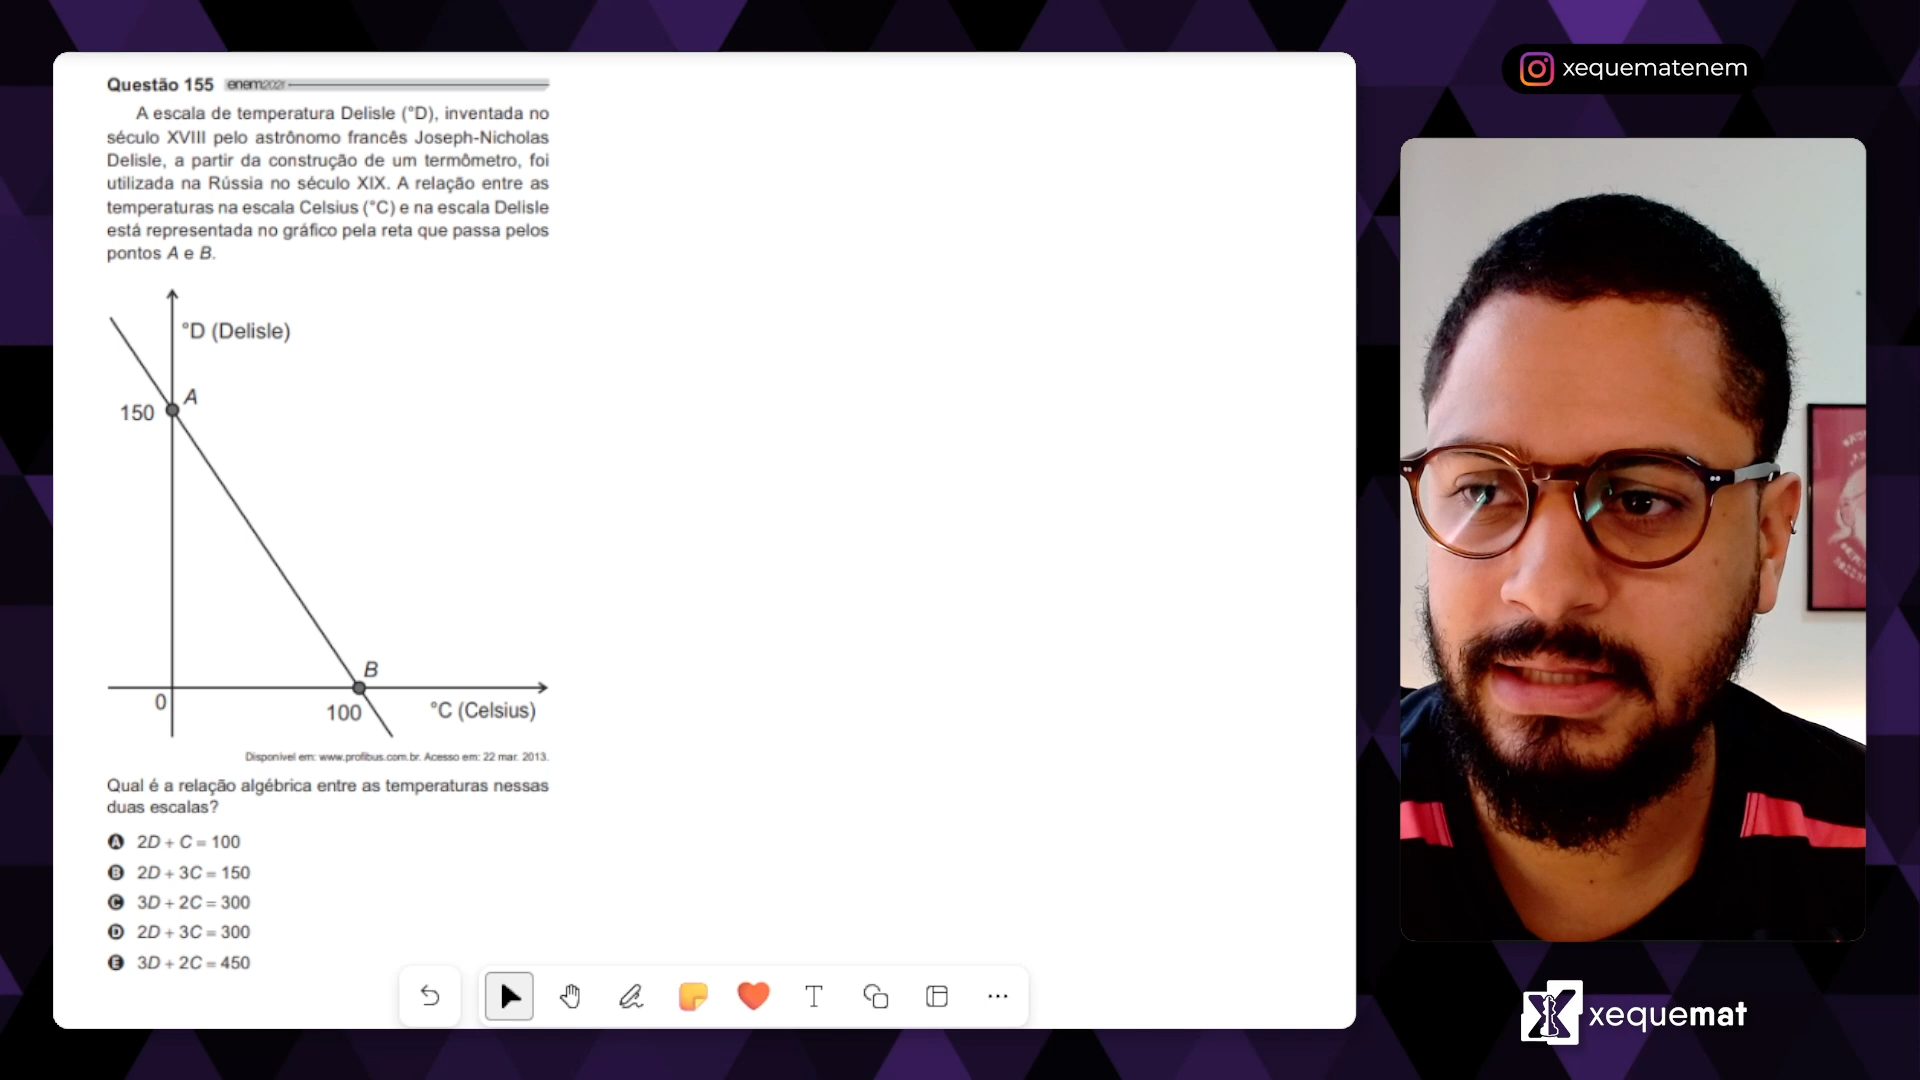 Questão 155 enem2021
A escala de temperatura Delisle (°D), inventada no
século XVIII pelo astrônomo francês Joseph-Nicholas
Delisle, a partir da construção de um termômetro, foi
utilizada na Rússia no século XIX. A relação entre as
temperaturas na escala Celsius (°C) e na escala Delisle
está representada no gráfico pela reta que passa pelos
pontos A e B.
°D (Delisle)
A
150
B
0
100
°C (Celsius)
Disponível em: www.profibus.com.br. Acesso em: 22 mar. 2013.
Qual é a relação algébrica entre as temperaturas nessas
duas escalas?
A 2D + C = 100
B 2D + 3C = 150
C 3D + 2C = 300
D 2D + 3C = 300
E 3D + 2C = 450
T
xequematenem
xequemat